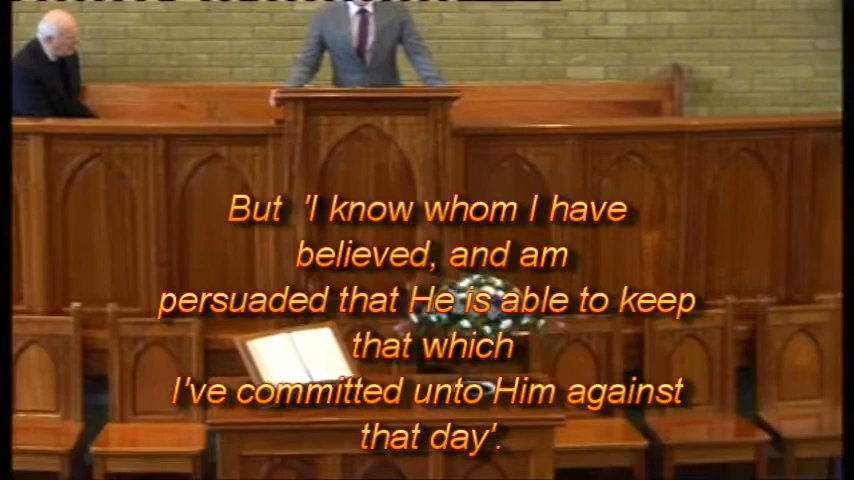 But 'I know whom I have
believed, and am
persuaded that He is able to keep
that which
I've committed unto Him against
that day'.